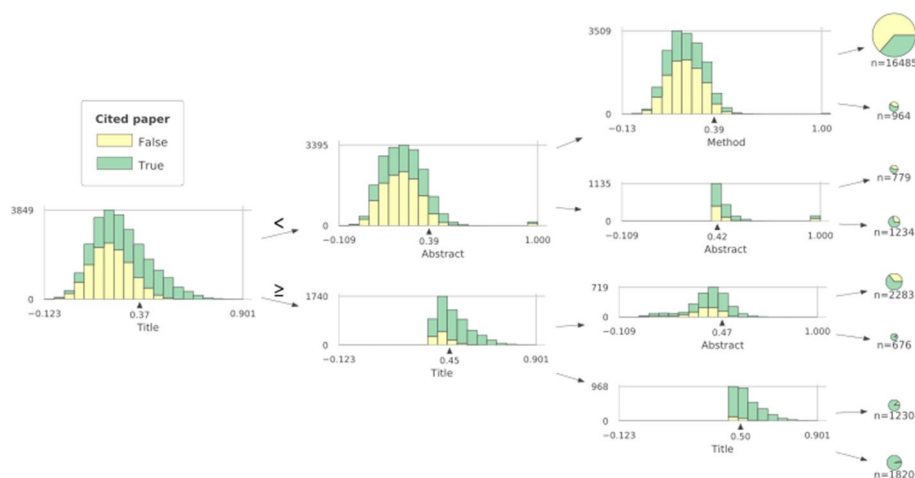 Cited paper
False
True
3849
0
−0.123
0.37
0.901
Title
<
≥
3395
0
−0.109
0.39
1.000
Abstract
1740
0
−0.123
0.45
0.901
Title
3509
0
−0.13
0.39
1.00
Method
1135
0
−0.109
0.42
1.000
Abstract
719
0
−0.109
0.47
1.000
Abstract
968
0
−0.123
0.50
0.901
Title
n=16485
n=964
n=779
n=1234
n=2283
n=676
n=1230
n=1820